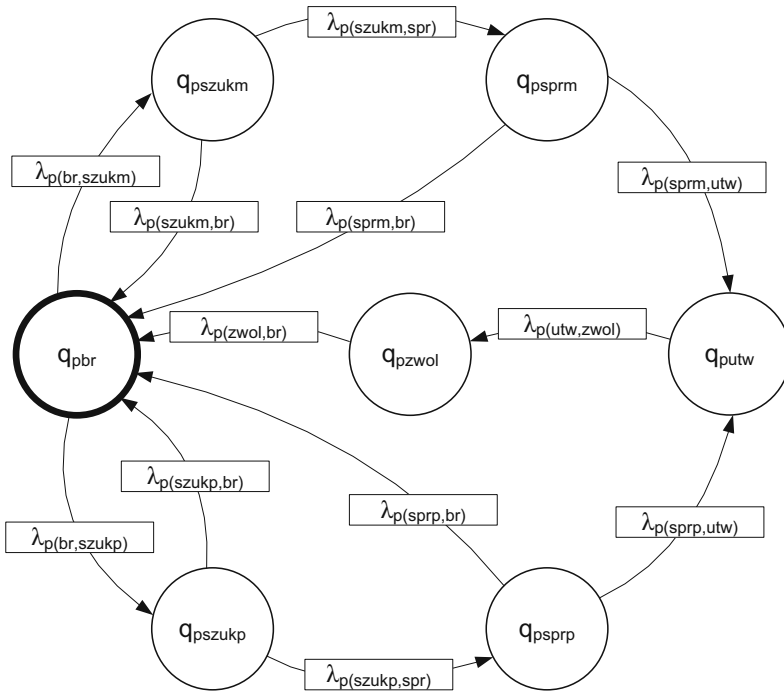 λp(szukm,spr)
qpszukm
qpsprm
λp(br,szukm)
λp(sprm,utw)
λp(szukm,br)
λp(sprm,br)
λp(zwol,br)
λp(utw,zwol)
qpbr
qpzwol
qputw
λp(szukp,br)
λp(sprp,br)
λp(br,szukp)
λp(sprp,utw)
qpszukp
qpsprp
λp(szukp,spr)